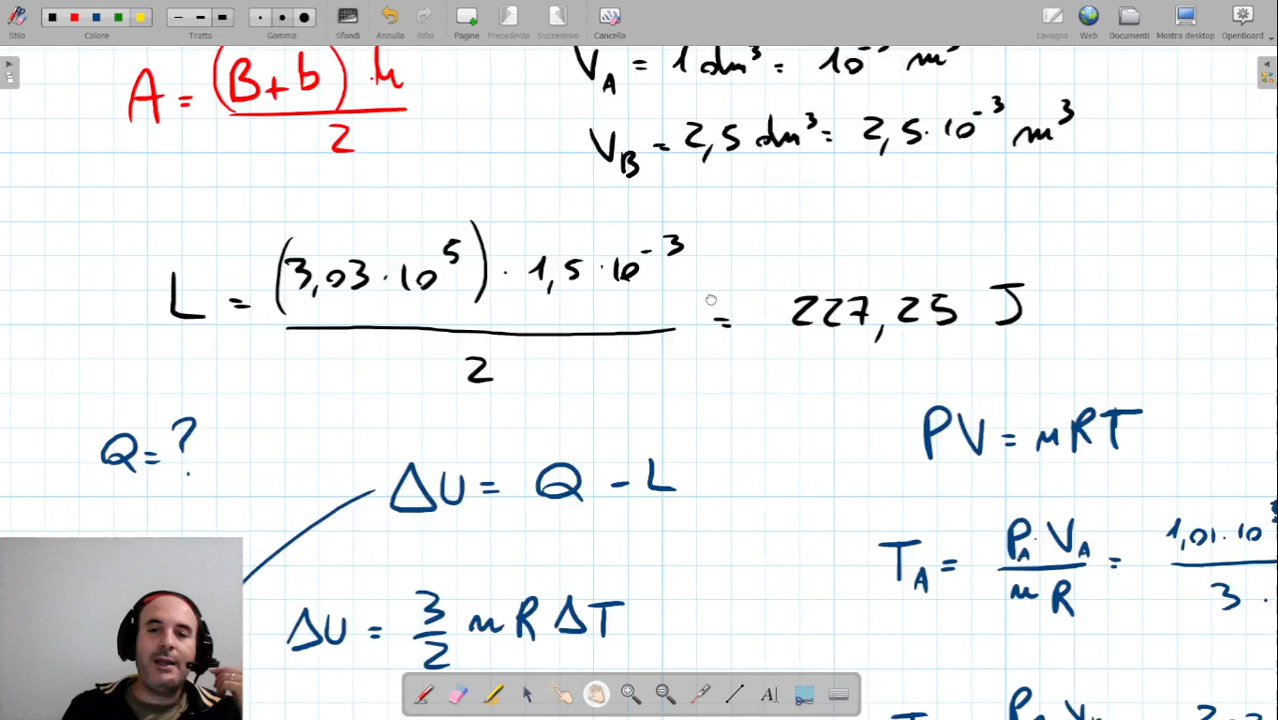 Stilo Colore Tratto Gomma Sfondi Annulla Rifai Pagine Precedente Successivo Cancella Lavagna Web Documenti Mostra desktop OpenBoard
A = (B+b) · h / 2
V_A = 1 dm³ = 10⁻³ m³
V_B = 2,5 dm³ = 2,5 · 10⁻³ m³
L = (3,03 · 10⁵) · 1,5 · 10⁻³ / 2 = 227,25 J
Q = ?
PV = nRT
ΔU = Q - L
T_A = P_A · V_A / nR = 1,01 · 10 / 3 ·
ΔU = 3/2 n R ΔT